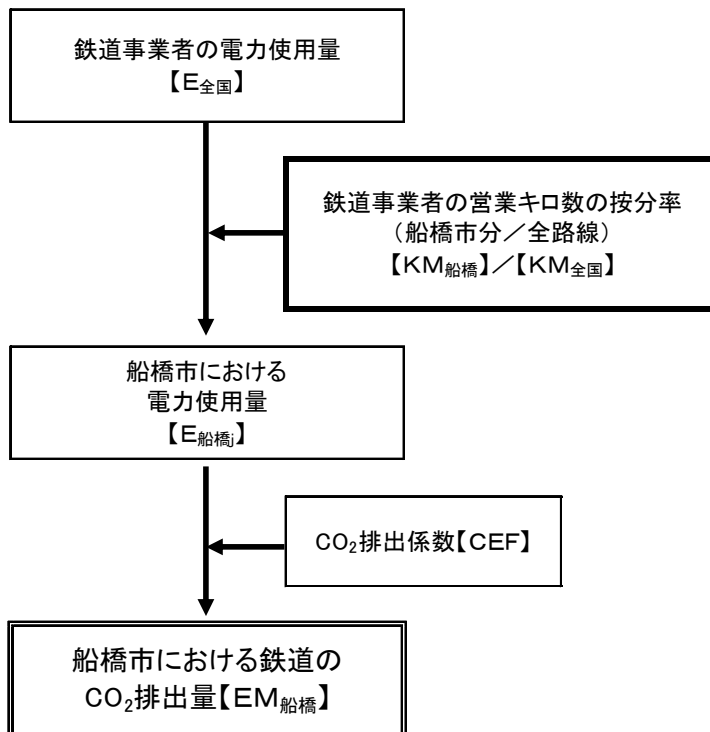 鉄道事業者の電力使用量
【E全国】
鉄道事業者の営業キロ数の按分率
（船橋市分／全路線）
【KM船橋】／【KM全国】
船橋市における
電力使用量
【E船橋j】
CO₂排出係数【CEF】
船橋市における鉄道の
CO₂排出量【EM船橋】